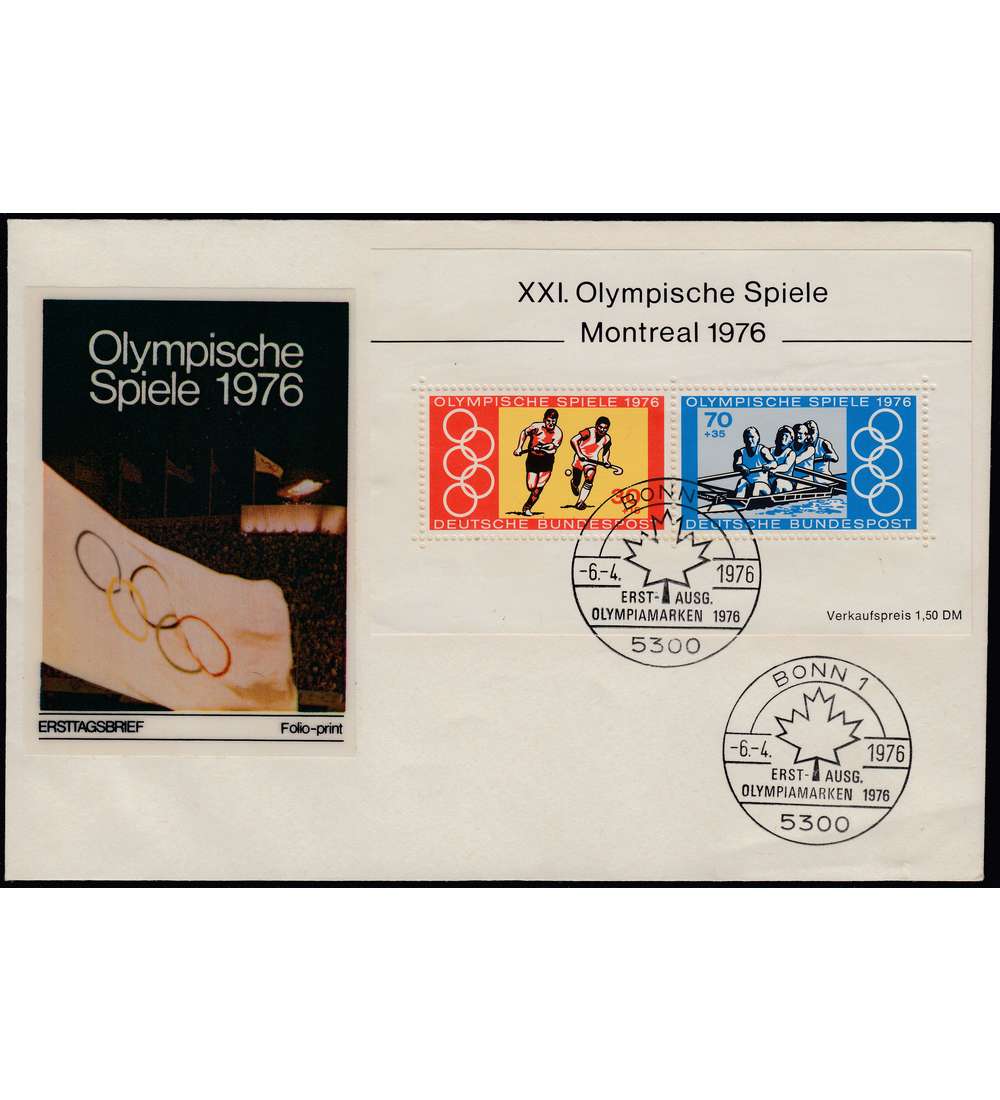 Olympische
Spiele 1976
ERSTTAGSBRIEF Folio-print
XXI. Olympische Spiele
Montreal 1976
OLYMPISCHE SPIELE 1976
30
DEUTSCHE BUNDESPOST
OLYMPISCHE SPIELE 1976
70
+35
DEUTSCHE BUNDESPOST
Verkaufspreis 1,50 DM
BONN 1
-6.-4. 1976
ERST- AUSG.
OLYMPIAMARKEN 1976
5300
BONN 1
-6.-4. 1976
ERST- AUSG.
OLYMPIAMARKEN 1976
5300